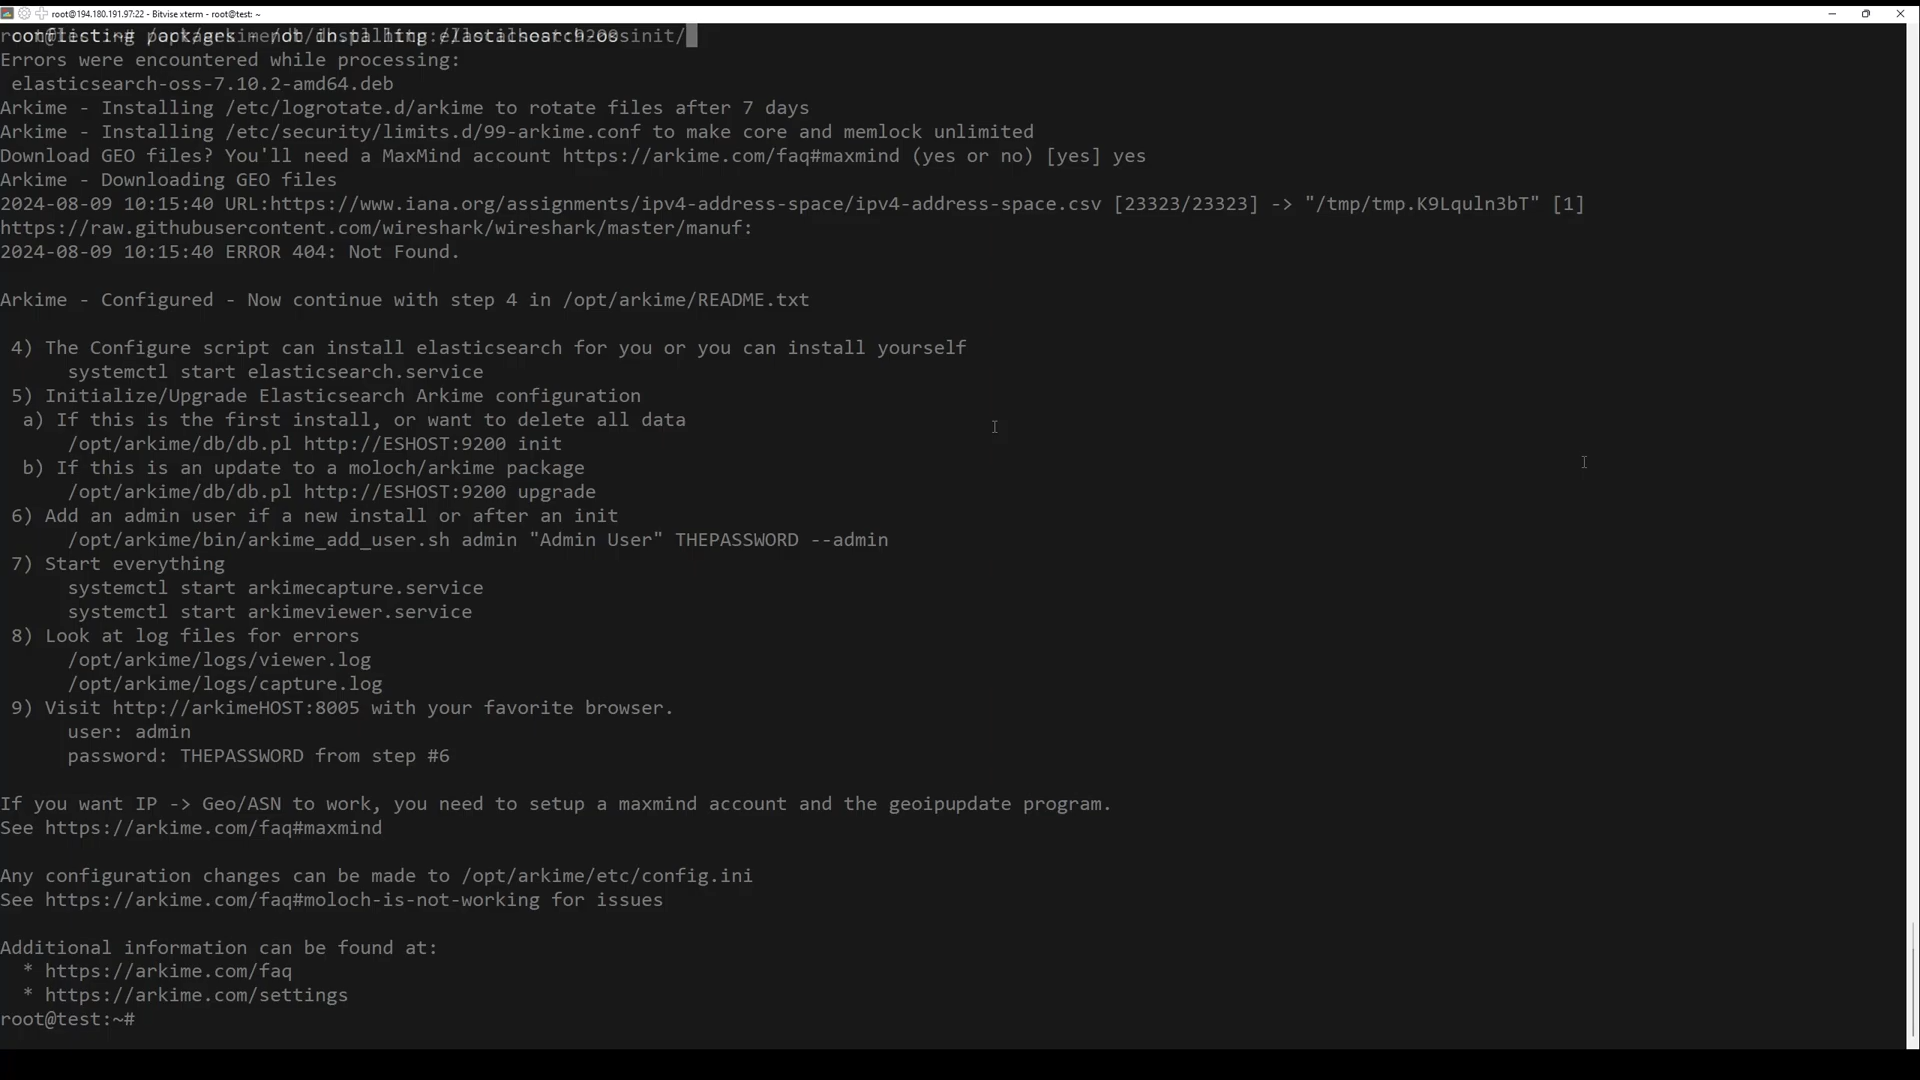 root@194.180.191.97:22 - Bitvise xterm - root@test: ~
Errors were encountered while processing:
 elasticsearch-oss-7.10.2-amd64.deb
Arkime - Installing /etc/logrotate.d/arkime to rotate files after 7 days
Arkime - Installing /etc/security/limits.d/99-arkime.conf to make core and memlock unlimited
Download GEO files? You'll need a MaxMind account https://arkime.com/faq#maxmind (yes or no) [yes] yes
Arkime - Downloading GEO files
2024-08-09 10:15:40 URL:https://www.iana.org/assignments/ipv4-address-space/ipv4-address-space.csv [23323/23323] -> "/tmp/tmp.K9Lquln3bT" [1]
https://raw.githubusercontent.com/wireshark/wireshark/master/manuf:
2024-08-09 10:15:40 ERROR 404: Not Found.
Arkime - Configured - Now continue with step 4 in /opt/arkime/README.txt
4) The Configure script can install elasticsearch for you or you can install yourself
systemctl start elasticsearch.service
5) Initialize/Upgrade Elasticsearch Arkime configuration
a) If this is the first install, or want to delete all data
/opt/arkime/db/db.pl http://ESHOST:9200 init
b) If this is an update to a moloch/arkime package
/opt/arkime/db/db.pl http://ESHOST:9200 upgrade
6) Add an admin user if a new install or after an init
/opt/arkime/bin/arkime_add_user.sh admin "Admin User" THEPASSWORD --admin
7) Start everything
systemctl start arkimecapture.service
systemctl start arkimeviewer.service
8) Look at log files for errors
/opt/arkime/logs/viewer.log
/opt/arkime/logs/capture.log
9) Visit http://arkimeHOST:8005 with your favorite browser.
user: admin
password: THEPASSWORD from step #6
If you want IP -> Geo/ASN to work, you need to setup a maxmind account and the geoipupdate program.
See https://arkime.com/faq#maxmind
Any configuration changes can be made to /opt/arkime/etc/config.ini
See https://arkime.com/faq#moloch-is-not-working for issues
Additional information can be found at:
* https://arkime.com/faq
* https://arkime.com/settings
root@test:~#